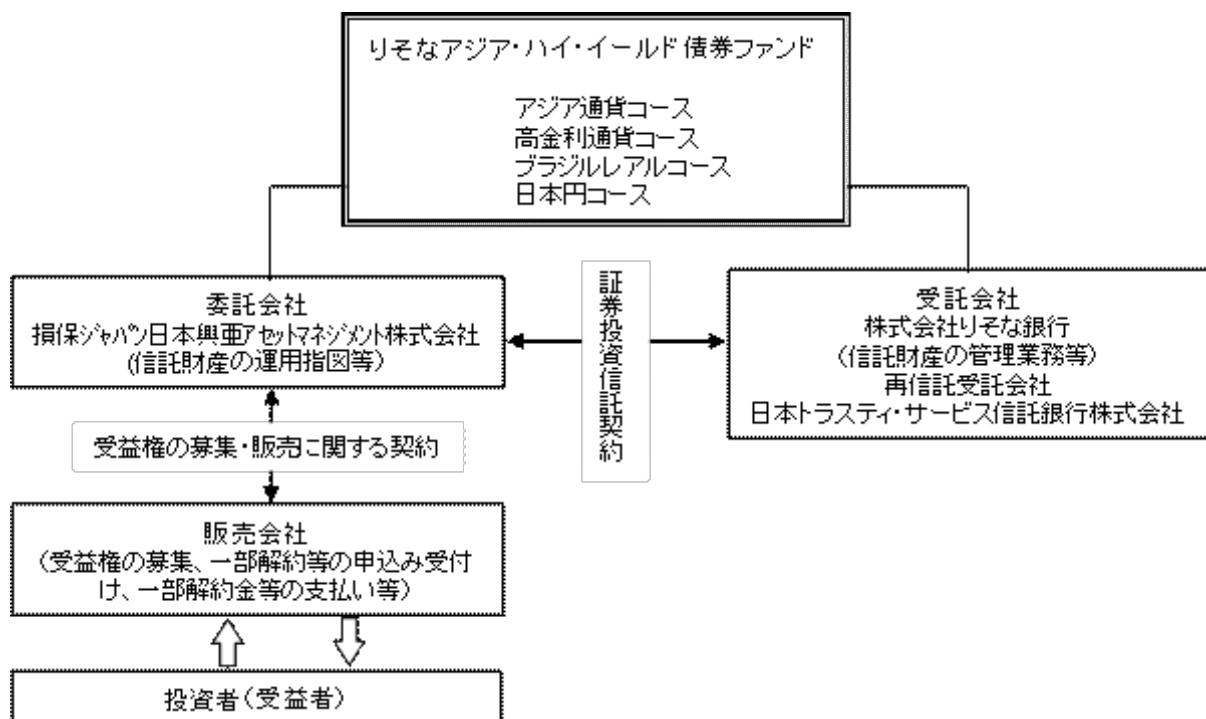 りそなアジア・ハイ・イールド債券ファンド
アジア通貨コース
高金利通貨コース
ブラジルレアルコース
日本円コース
委託会社
損保ジャパン日本興亜アセットマネジメント株式会社
(信託財産の運用指図等)
証券投資信託契約
受託会社
株式会社りそな銀行
(信託財産の管理業務等)
再信託受託会社
日本トラスティ・サービス信託銀行株式会社
受益権の募集・販売に関する契約
販売会社
(受益権の募集、一部解約等の申込み受付
け、一部解約金等の支払い等)
投資者(受益者)